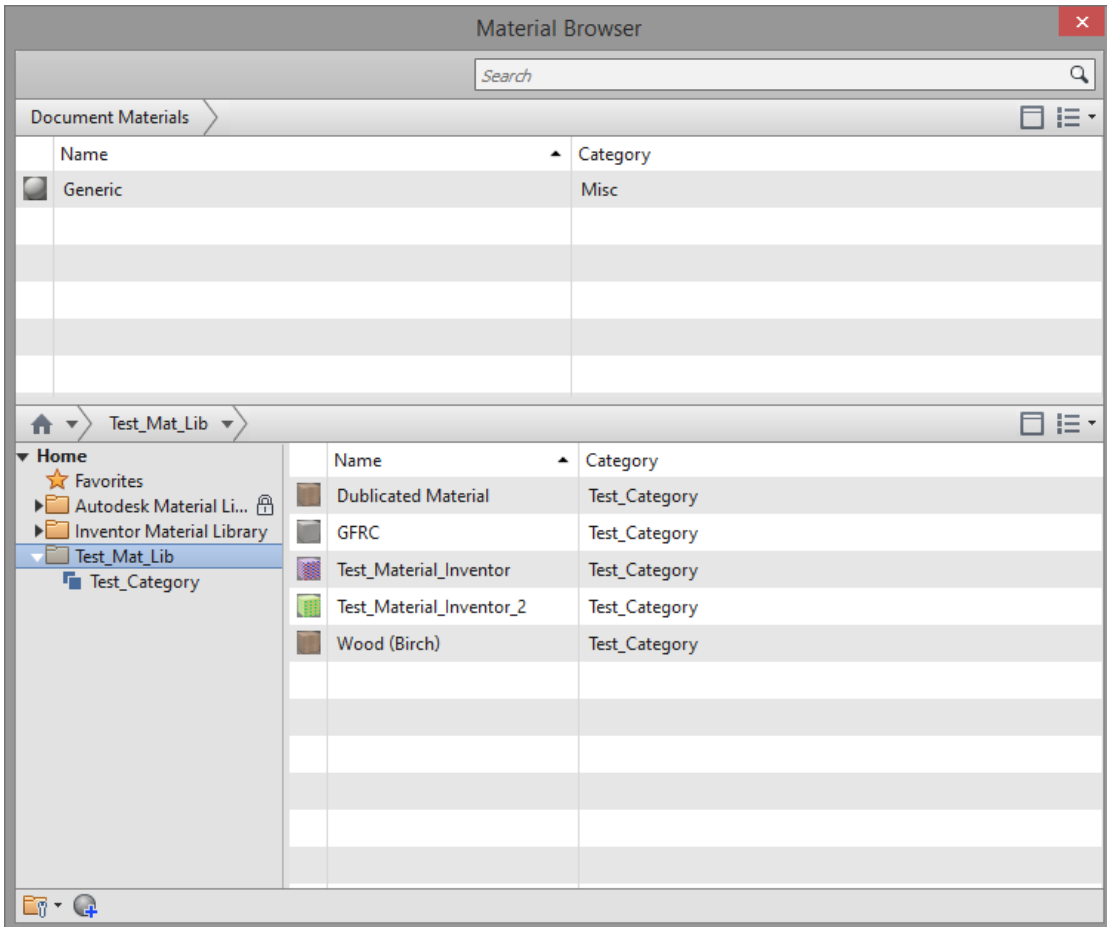 Material Browser
Search
Document Materials
Name Category
Generic Misc
Test_Mat_Lib
Home
Favorites
Autodesk Material Li...
Inventor Material Library
Test_Mat_Lib
Test_Category
Name Category
Dublicated Material Test_Category
GFRC Test_Category
Test_Material_Inventor Test_Category
Test_Material_Inventor_2 Test_Category
Wood (Birch) Test_Category